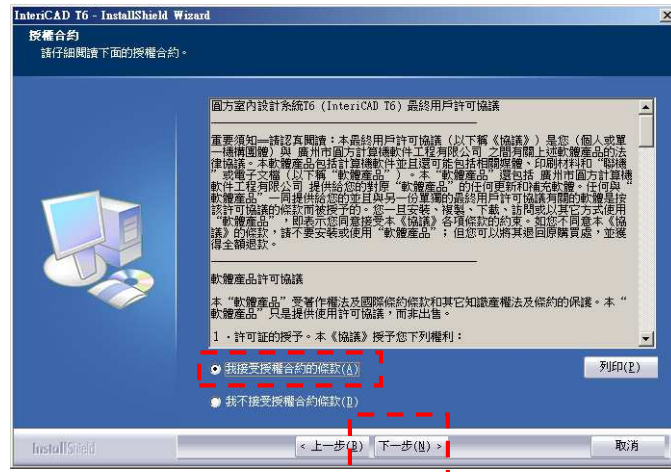 InteriCAD T6 - InstallShield Wizard
授權合約
請仔細閱讀下面的授權合約。
圓方室內設計系統T6 (InteriCAD T6) 最終用戶許可協議
重要須知——請認真閱讀：本最終用戶許可協議（以下稱《協議》）是您（個人或單
一機構團體）與 廣州市圓方計算機軟件工程有限公司 之間有關上述軟體產品的法
律協議。本軟體產品包括計算機軟件並且還可能包括相關媒體、印刷材料和“聯機
”或電子文檔（以下稱“軟體產品”）。本“軟體產品”還包括 廣州市圓方計算機
軟件工程有限公司 提供給您的對原“軟體產品”的任何更新和補充軟體。任何與“
軟體產品”一同提供給您的並且與另一份單獨的最終用戶許可協議有關的軟體是按
該許可協議的條款而被授予的。您一旦安裝、複製、下載、訪問或以其它方式使用
“軟體產品”，即表示您同意接受本《協議》各項條款的約束。如您不同意本《協
議》的條款，請不要安裝或使用“軟體產品”；但您可以將其退回原購買處，並獲
得全額退款。
軟體產品許可協議
本“軟體產品”受著作權法及國際條約條款和其它知識產權法及條約的保護。本“
軟體產品”只是提供使用許可協議，而非出售。
1 ．許可証的授予。本《協議》授予您下列權利：
我接受授權合約的條款(A)
列印(P)
我不接受授權合約條款(D)
InstallShield
< 上一步(B)
下一步(N) >
取消